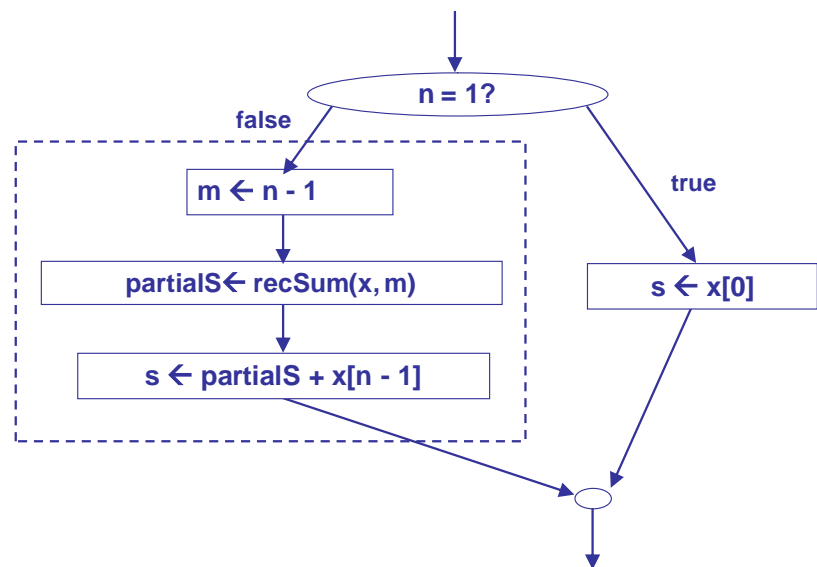 n = 1?
false
true
m ← n - 1
partialS← recSum(x, m)
s ← x[0]
s ← partialS + x[n - 1]